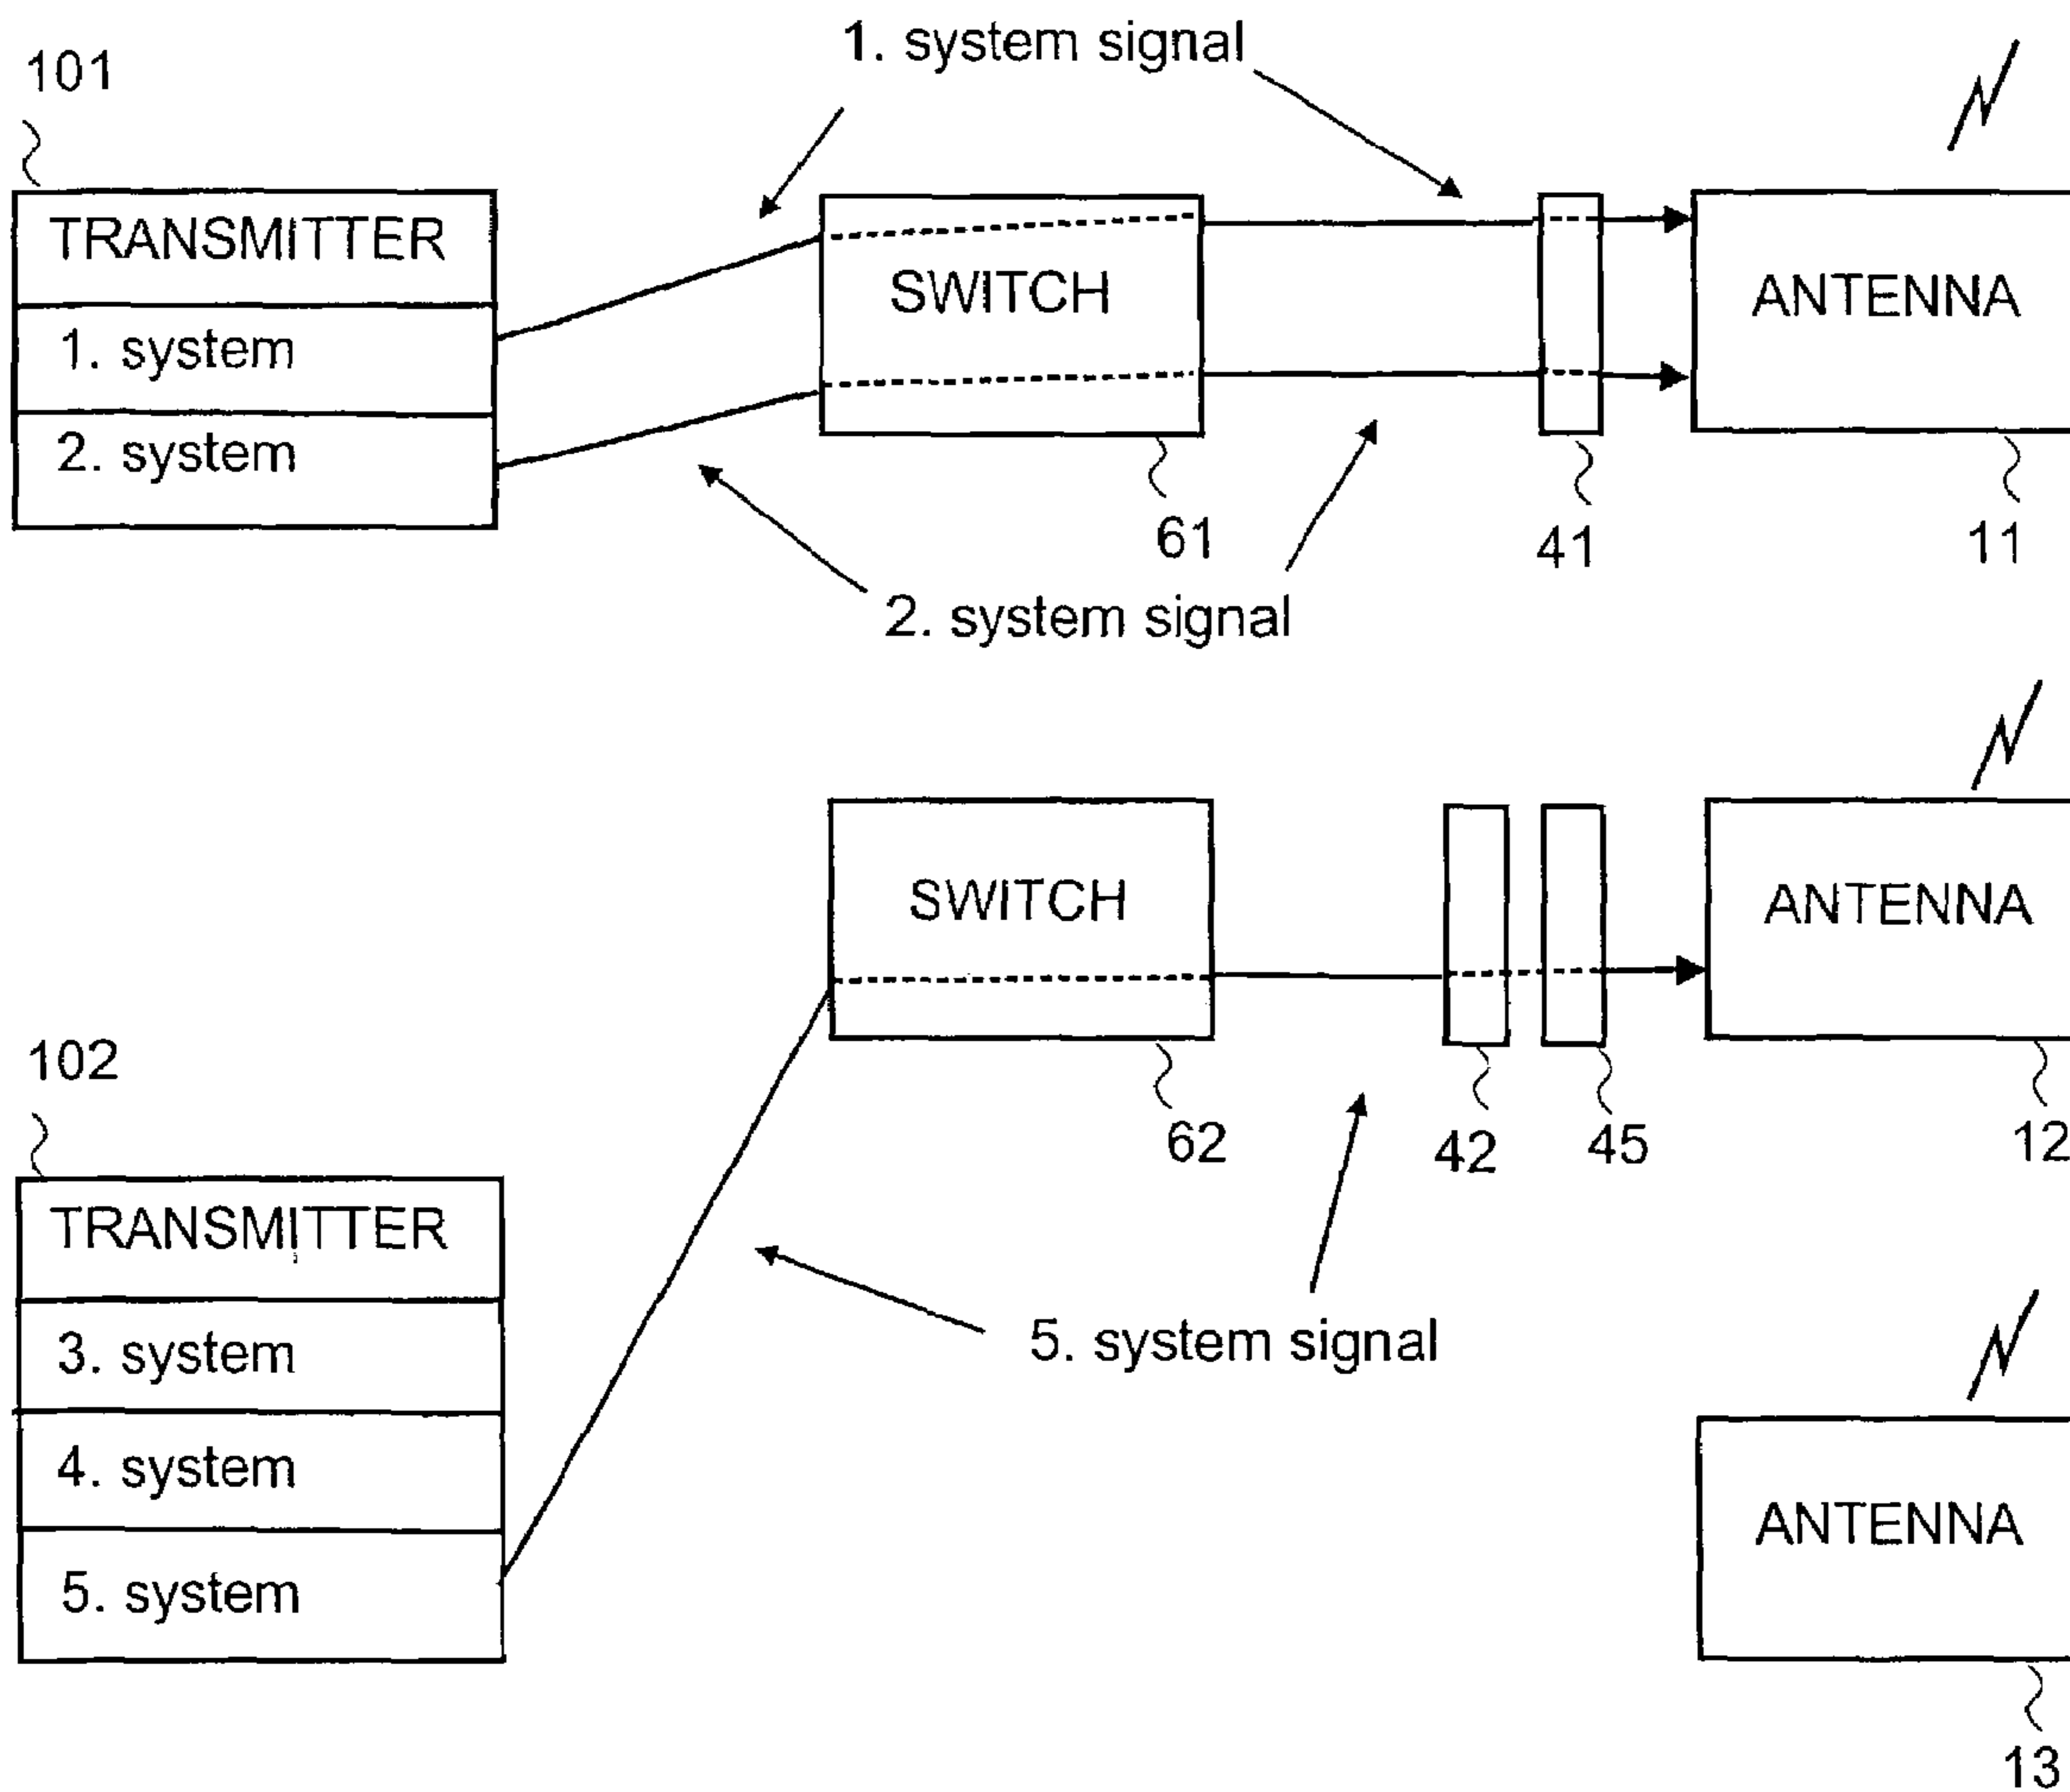 1. system signal
101
TRANSMITTER
1. system
2. system
SWITCH
ANTENNA
61
41
11
2. system signal
SWITCH
ANTENNA
62
42
45
12
102
TRANSMITTER
3. system
4. system
5. system
5. system signal
ANTENNA
13